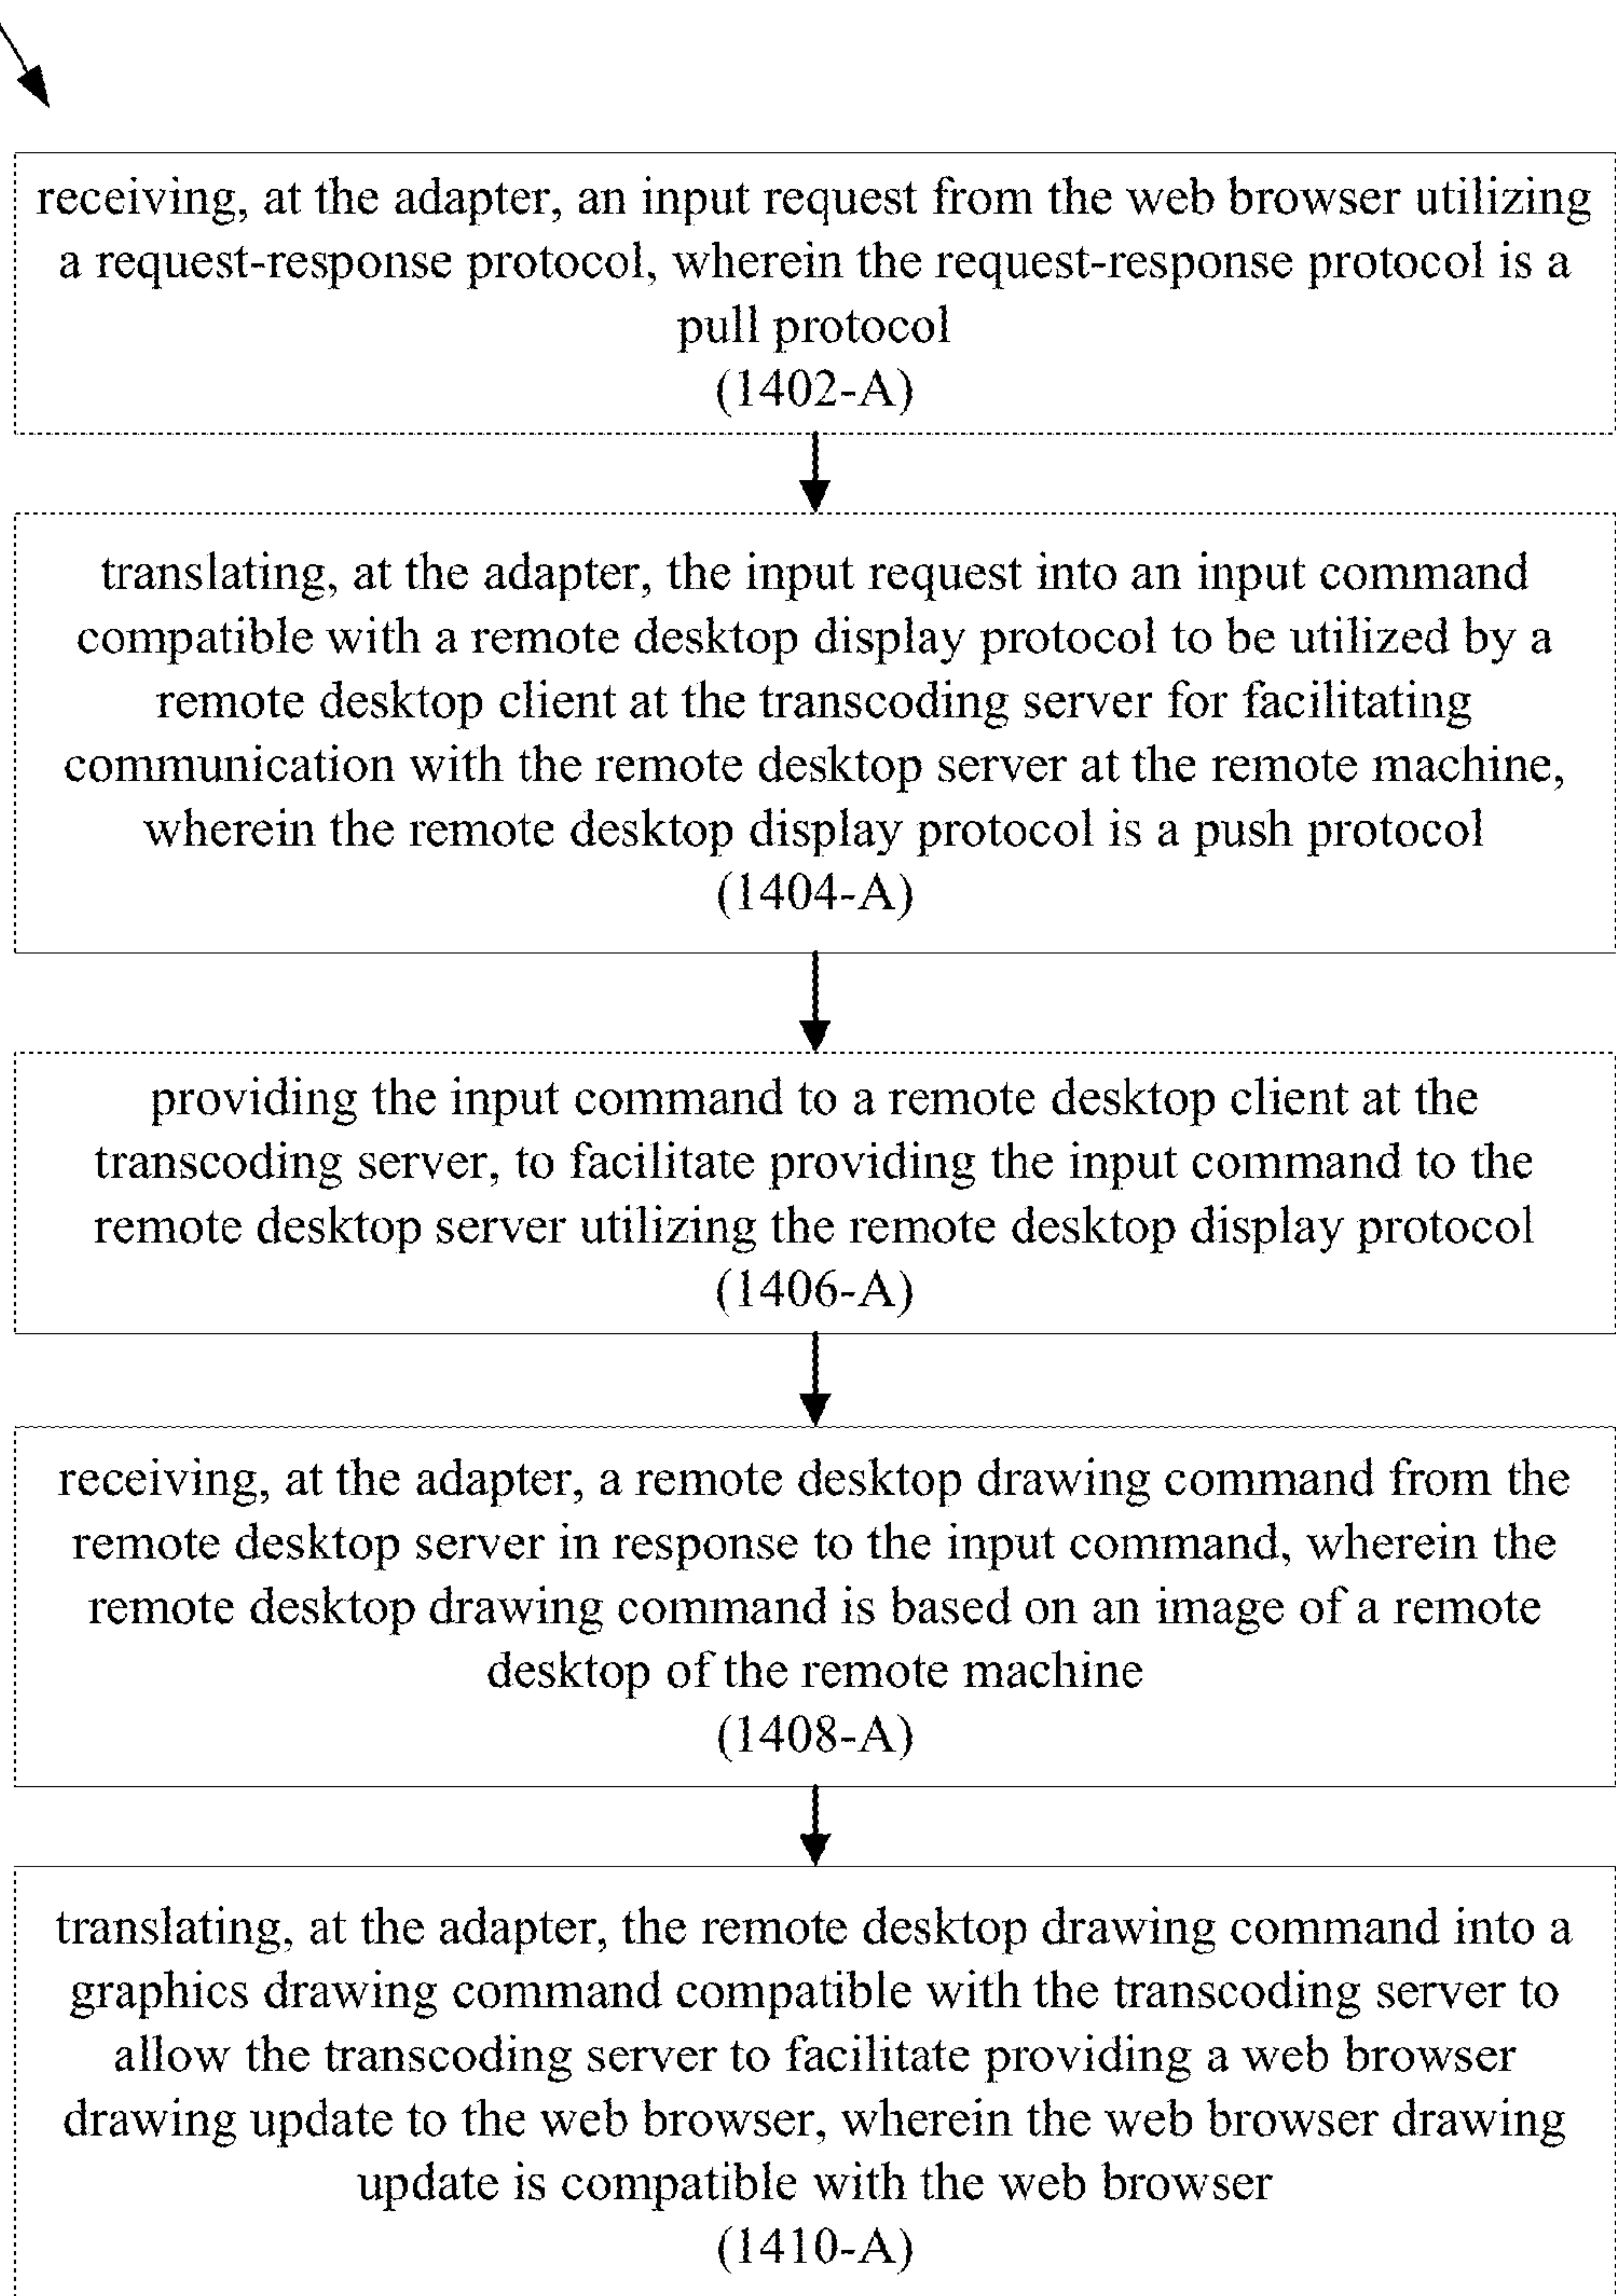 receiving, at the adapter, an input request from the web browser utilizing
a request-response protocol, wherein the request-response protocol is a
pull protocol
(1402-A)
translating, at the adapter, the input request into an input command
compatible with a remote desktop display protocol to be utilized by a
remote desktop client at the transcoding server for facilitating
communication with the remote desktop server at the remote machine,
wherein the remote desktop display protocol is a push protocol
(1404-A)
providing the input command to a remote desktop client at the
transcoding server, to facilitate providing the input command to the
remote desktop server utilizing the remote desktop display protocol
(1406-A)
receiving, at the adapter, a remote desktop drawing command from the
remote desktop server in response to the input command, wherein the
remote desktop drawing command is based on an image of a remote
desktop of the remote machine
(1408-A)
translating, at the adapter, the remote desktop drawing command into a
graphics drawing command compatible with the transcoding server to
allow the transcoding server to facilitate providing a web browser
drawing update to the web browser, wherein the web browser drawing
update is compatible with the web browser
(1410-A)